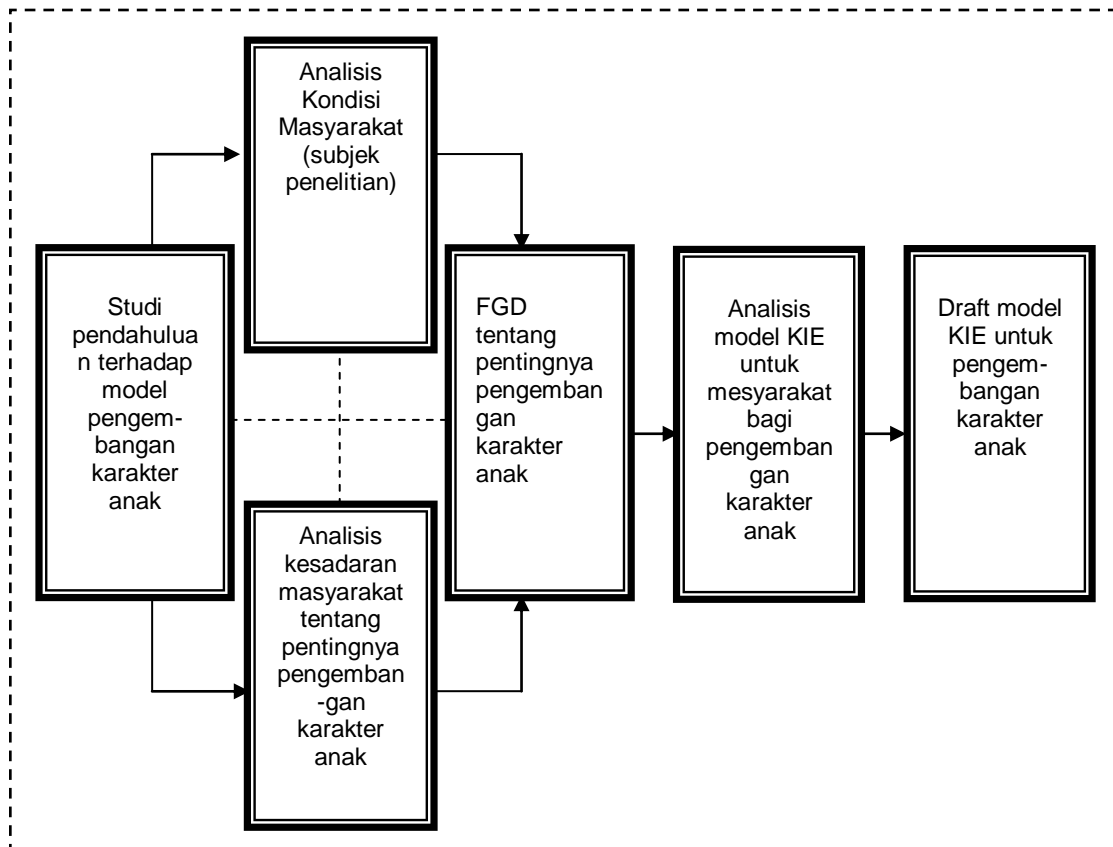 Studi
pendahulua
n terhadap
model
pengem-
bangan
karakter
anak
Analisis
Kondisi
Masyarakat
(subjek
penelitian)
Analisis
kesadaran
masyarakat
tentang
pentingnya
pengemban
-gan
karakter
anak
FGD
tentang
pentingnya
pengemban
gan
karakter
anak
Analisis
model KIE
untuk
mesyarakat
bagi
pengemban
gan
karakter
anak
Draft model
KIE untuk
pengem-
bangan
karakter
anak